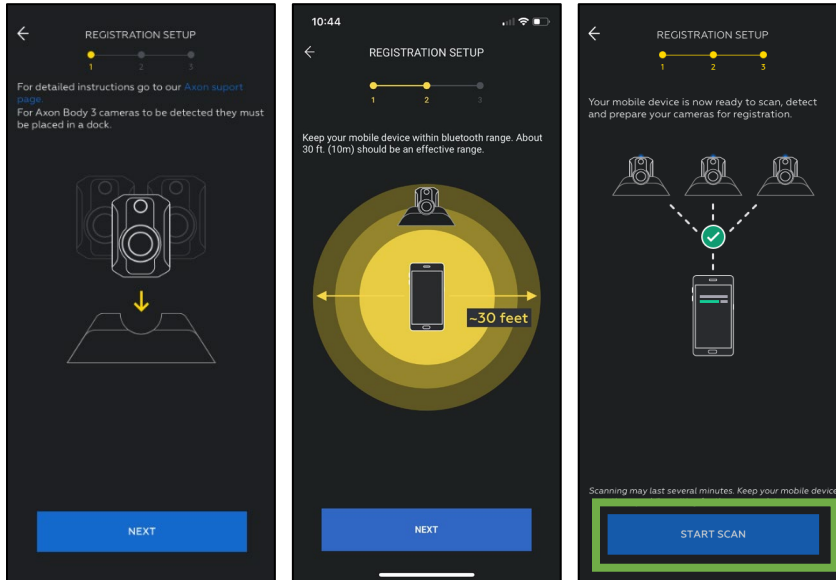 REGISTRATION SETUP
1 2 3
For detailed instructions go to our Axon suport
page.
For Axon Body 3 cameras to be detected they must
be placed in a dock.
NEXT
10:44
REGISTRATION SETUP
1 2 3
Keep your mobile device within bluetooth range. About
30 ft. (10m) should be an effective range.
~30 feet
NEXT
REGISTRATION SETUP
1 2 3
Your mobile device is now ready to scan, detect
and prepare your cameras for registration.
Scanning may last several minutes. Keep your mobile device
START SCAN